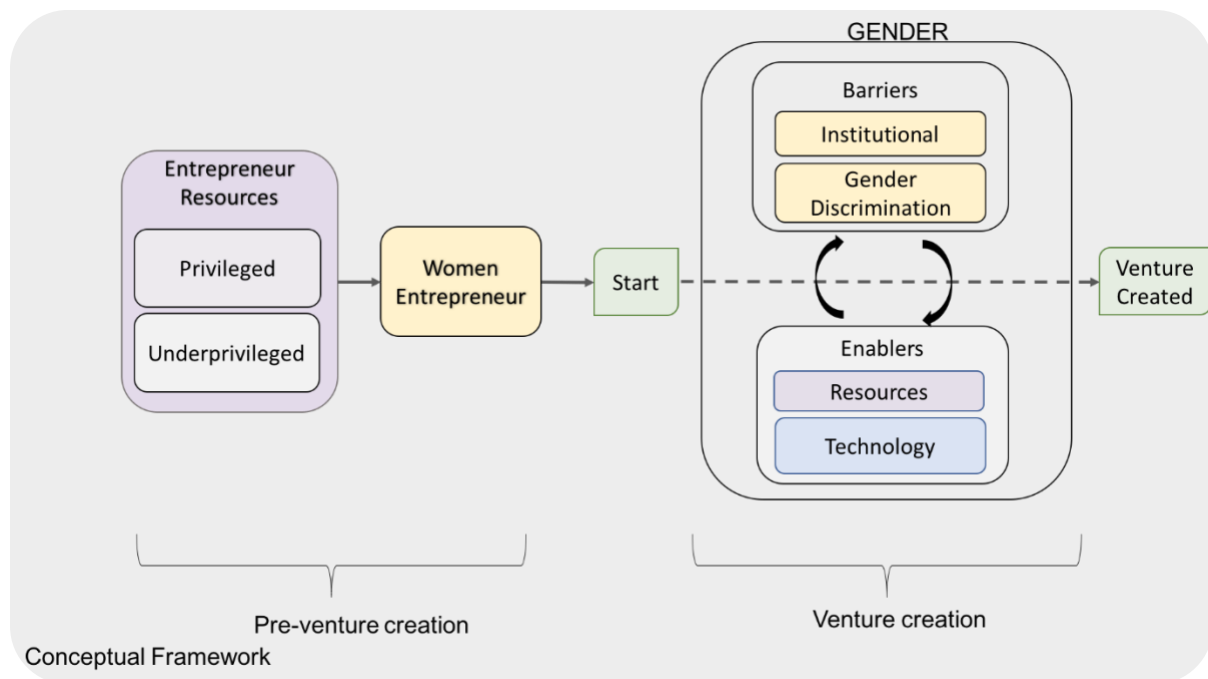 GENDER
Barriers
Institutional
Gender
Discrimination
Entrepreneur
Resources
Privileged
Underprivileged
Women
Entrepreneur
Start
Venture
Created
Enablers
Resources
Technology
Pre-venture creation
Venture creation
Conceptual Framework